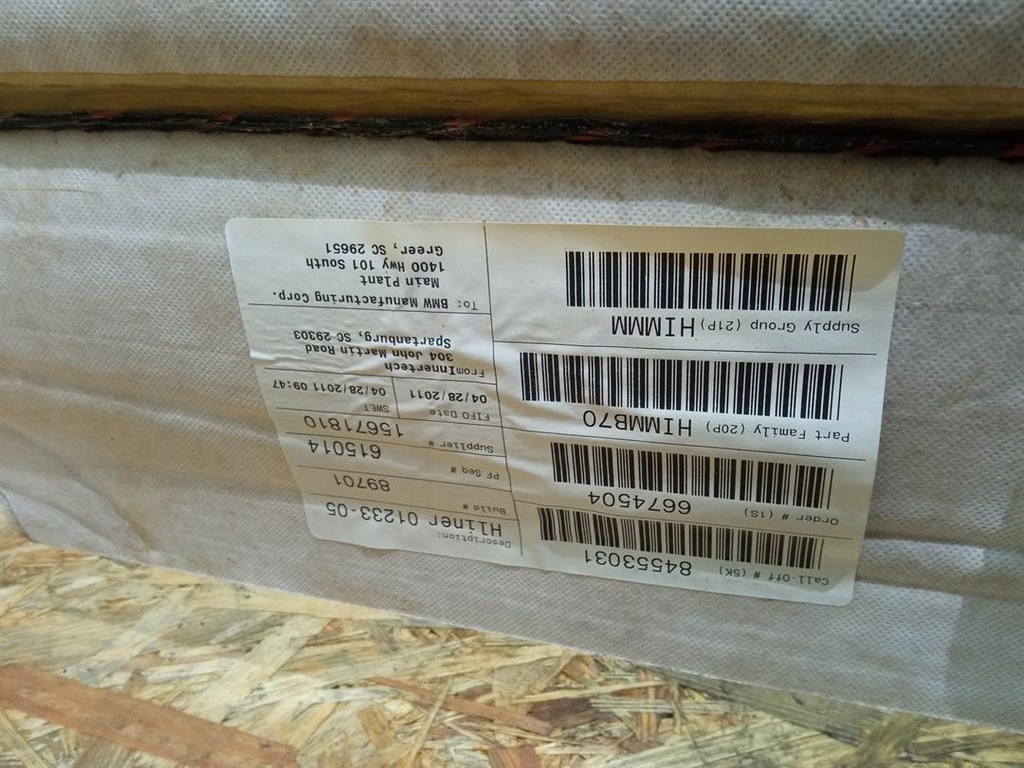 Call-Off # (5K) 84553031
Order # (1S) 6674504
Part Family (20P) HIMMB70
Supply Group (21P) HIMMM
Description:
Hliner 01233-05
Build #
89701
PF Seq #
615014
Supplier #
15671810
FIFO Date
04/28/2011
SWET
04/28/2011 09:47
From Innertech
304 John Martin Road
Spartanburg, SC 29303
To: BMW Manufacturing Corp.
Main Plant
1400 Hwy 101 South
Greer, SC 29651